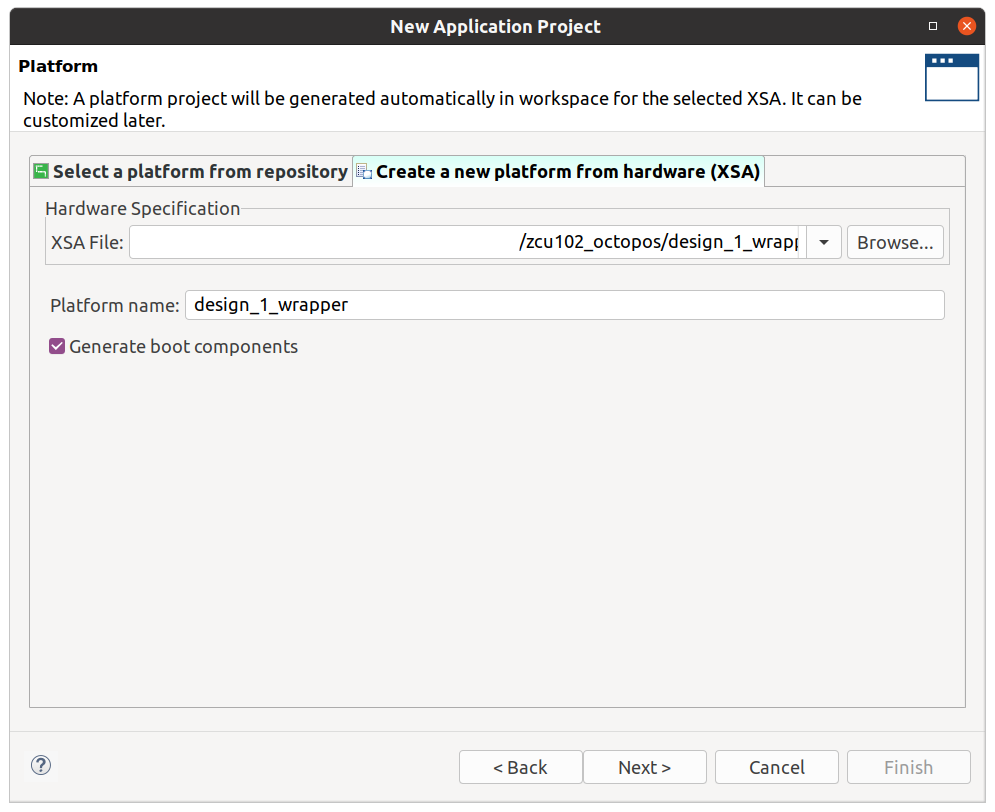 New Application Project
Platform
Note: A platform project will be generated automatically in workspace for the selected XSA. It can be
customized later.
Select a platform from repository
Create a new platform from hardware (XSA)
Hardware Specification
XSA File: /zcu102_octopos/design_1_wrapp Browse...
Platform name: design_1_wrapper
Generate boot components
? < Back Next > Cancel Finish